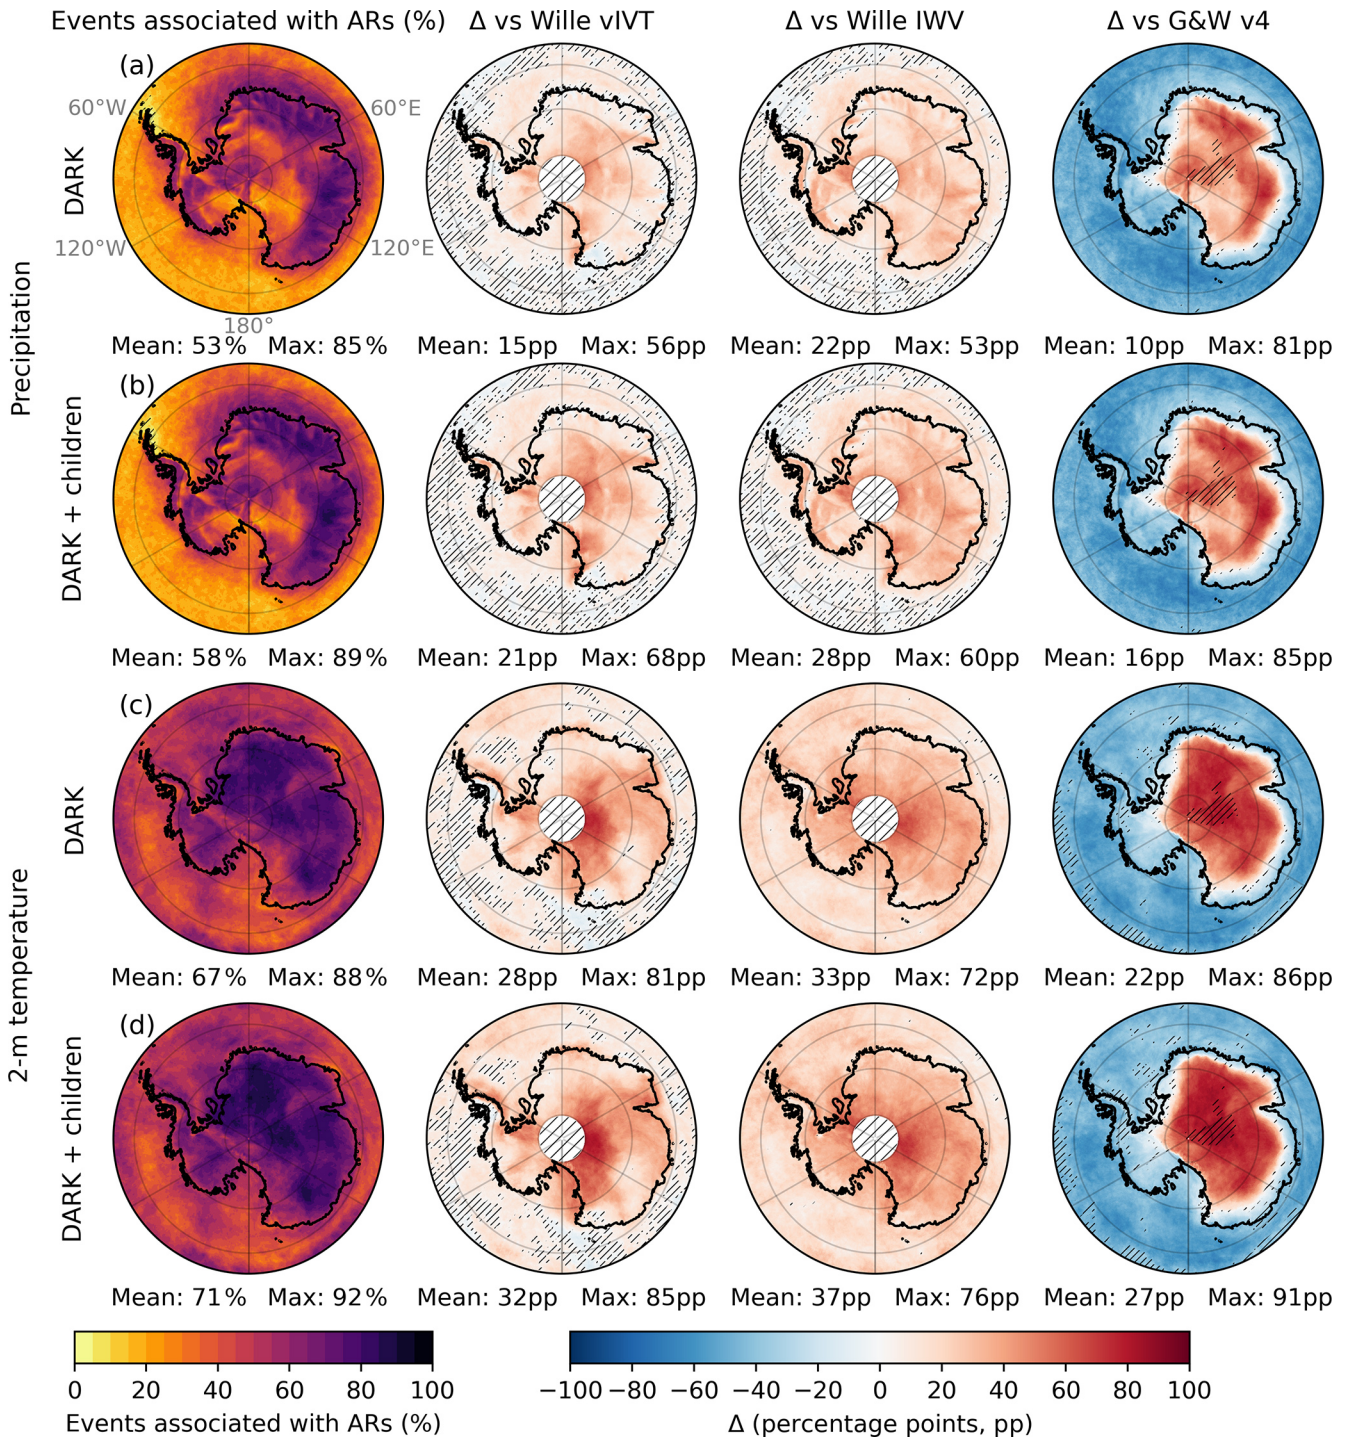 Events associated with ARs (%) Δ vs Wille vIVT Δ vs Wille IWV Δ vs G&W v4
(a)
60°W 60°E
120°W 120°E
180°
Precipitation
DARK
Mean: 53% Max: 85% Mean: 15pp Max: 56pp Mean: 22pp Max: 53pp Mean: 10pp Max: 81pp
(b)
DARK + children
Mean: 58% Max: 89% Mean: 21pp Max: 68pp Mean: 28pp Max: 60pp Mean: 16pp Max: 85pp
(c)
2-m temperature
DARK
Mean: 67% Max: 88% Mean: 28pp Max: 81pp Mean: 33pp Max: 72pp Mean: 22pp Max: 86pp
(d)
DARK + children
Mean: 71% Max: 92% Mean: 32pp Max: 85pp Mean: 37pp Max: 76pp Mean: 27pp Max: 91pp
0 20 40 60 80 100
Events associated with ARs (%)
−100 −80 −60 −40 −20 0 20 40 60 80 100
Δ (percentage points, pp)